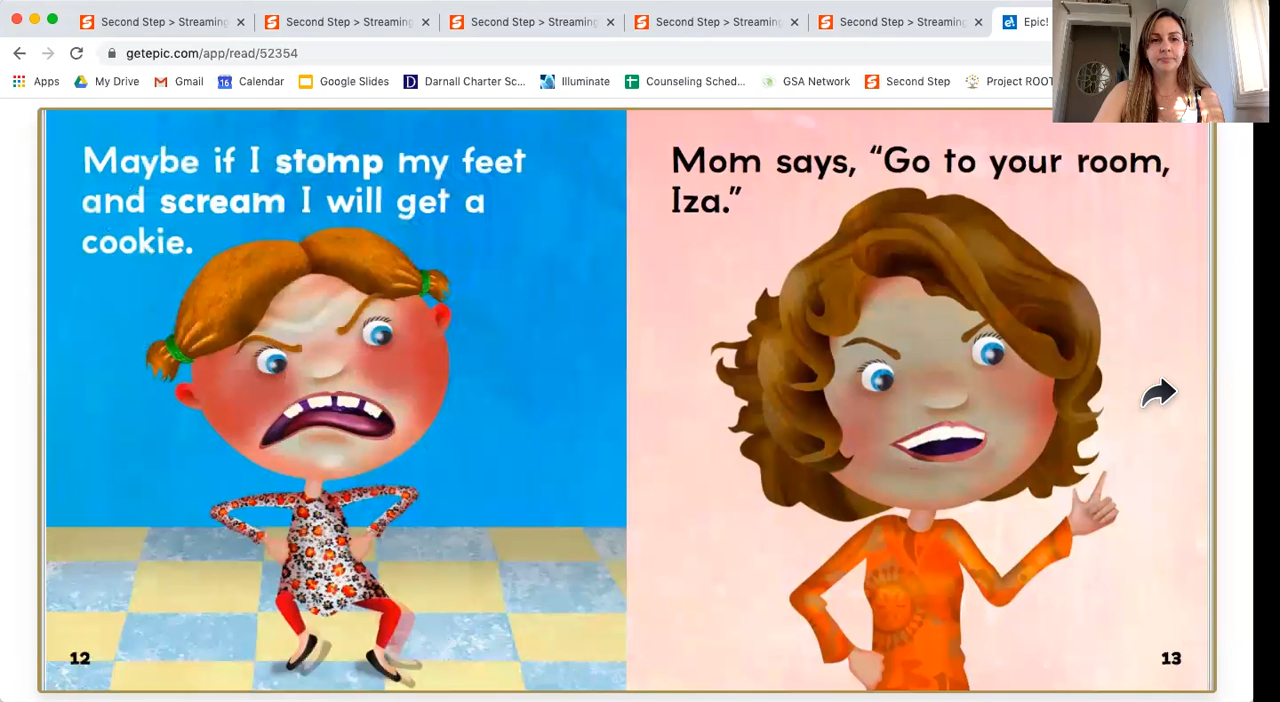 Second Step > Streaming
Second Step > Streaming
Second Step > Streaming
Second Step > Streaming
Second Step > Streaming
Epic!
getepic.com/app/read/52354
Apps
My Drive
Gmail
16
Calendar
Google Slides
Darnall Charter Sc...
Illuminate
Counseling Sched...
GSA Network
Second Step
Project ROOT
Maybe if I stomp my feet
and scream I will get a
cookie.
Mom says, “Go to your room,
Iza.”
12
13